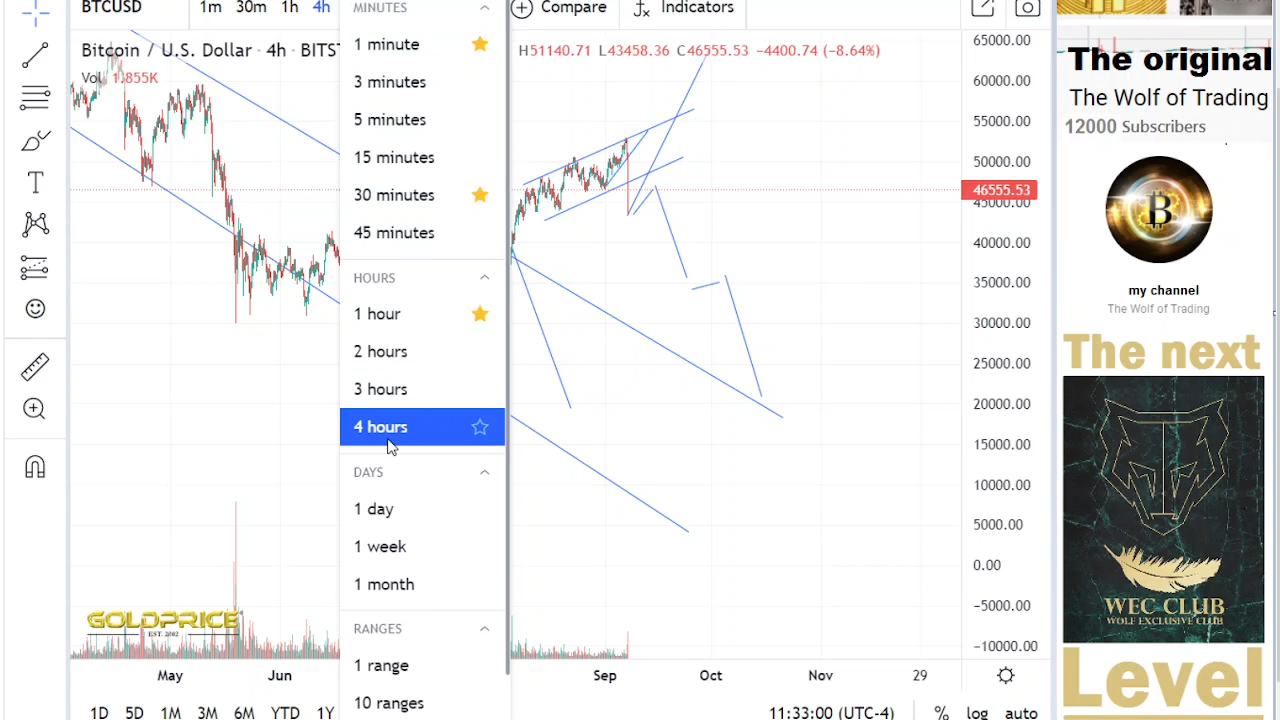 BTCUSD
1m 30m 1h 4h
Compare
Indicators
Bitcoin / U.S. Dollar · 4h · BITST
H51140.71 L43458.36 C46555.53 −4400.74 (−8.64%)
Vol 1.855K
MINUTES
1 minute
3 minutes
5 minutes
15 minutes
30 minutes
45 minutes
HOURS
1 hour
2 hours
3 hours
4 hours
DAYS
1 day
1 week
1 month
RANGES
1 range
10 ranges
65000.00
60000.00
55000.00
50000.00
46555.53
45000.00
40000.00
35000.00
30000.00
25000.00
20000.00
15000.00
10000.00
5000.00
0.00
−5000.00
−10000.00
GOLDPRICE
EST. 2002
May Jun Sep Oct Nov 29
1D 5D 1M 3M 6M YTD 1Y
11:33:00 (UTC-4) % log auto
The original
The Wolf of Trading
12000 Subscribers
my channel
The Wolf of Trading
The next
WEC CLUB
WOLF EXCLUSIVE CLUB
Level